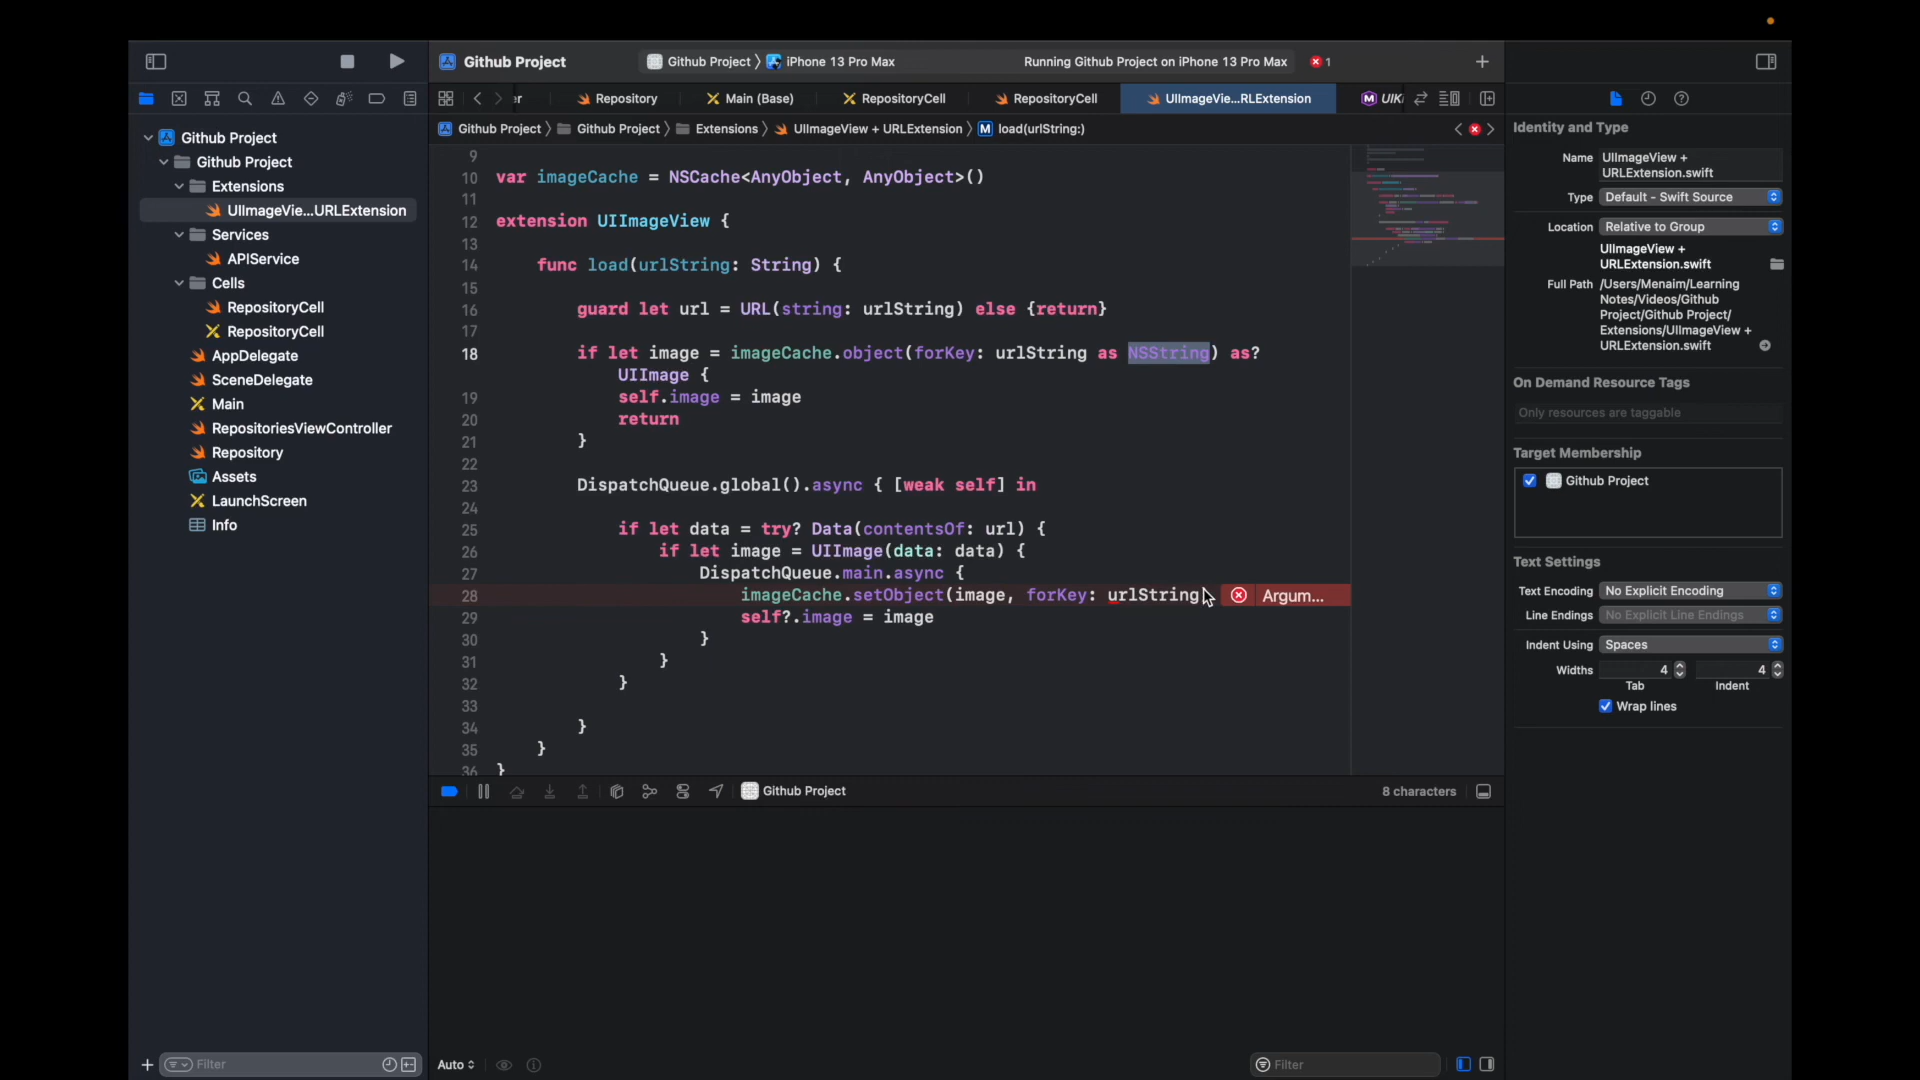 Github Project
Github Project
iPhone 13 Pro Max
Running Github Project on iPhone 13 Pro Max
1
er
Repository
Main (Base)
RepositoryCell
RepositoryCell
UIImageVie...RLExtension
UIKi
Github Project
Github Project
Extensions
UIImageView + URLExtension
M load(urlString:)
Github Project
Github Project
Extensions
UIImageVie...URLExtension
Services
APIService
Cells
RepositoryCell
RepositoryCell
AppDelegate
SceneDelegate
Main
RepositoriesViewController
Repository
Assets
LaunchScreen
Info
Filter
9
10 var imageCache = NSCache<AnyObject, AnyObject>()
11
12 extension UIImageView {
13
14 func load(urlString: String) {
15
16 guard let url = URL(string: urlString) else {return}
17
18 if let image = imageCache.object(forKey: urlString as NSString) as?
UIImage {
19 self.image = image
20 return
21 }
22
23 DispatchQueue.global().async { [weak self] in
24
25 if let data = try? Data(contentsOf: url) {
26 if let image = UIImage(data: data) {
27 DispatchQueue.main.async {
28 imageCache.setObject(image, forKey: urlString) Argum...
29 self?.image = image
30 }
31 }
32 }
33
34 }
35 }
36 }
Github Project
8 characters
Auto
Filter
Identity and Type
Name UIImageView +
URLExtension.swift
Type Default - Swift Source
Location Relative to Group
UIImageView +
URLExtension.swift
Full Path /Users/Menaim/Learning
Notes/Videos/Github
Project/Github Project/
Extensions/UIImageView +
URLExtension.swift
On Demand Resource Tags
Only resources are taggable
Target Membership
Github Project
Text Settings
Text Encoding No Explicit Encoding
Line Endings No Explicit Line Endings
Indent Using Spaces
Widths 4 4
Tab Indent
Wrap lines